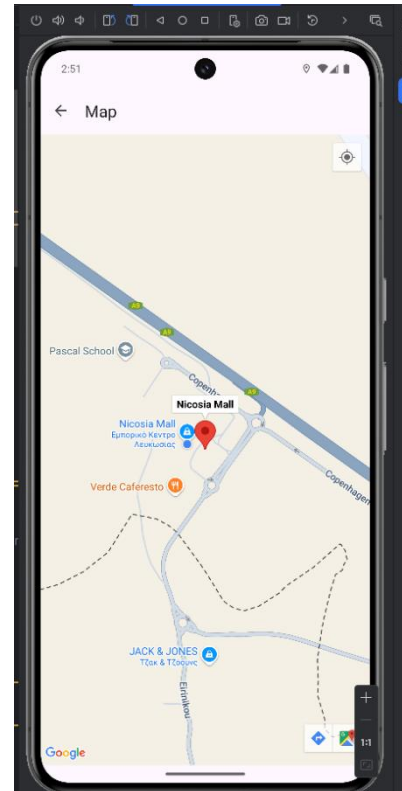 2:51
Map
A9
A9
Pascal School
Copenh
A9
Nicosia Mall
Nicosia Mall
Εμπορικό Κέντρο
Λευκωσίας
Copenhagen
Verde Caferesto
JACK & JONES
Τζακ & Τζόουνς
Eirinikou
Google
1:1